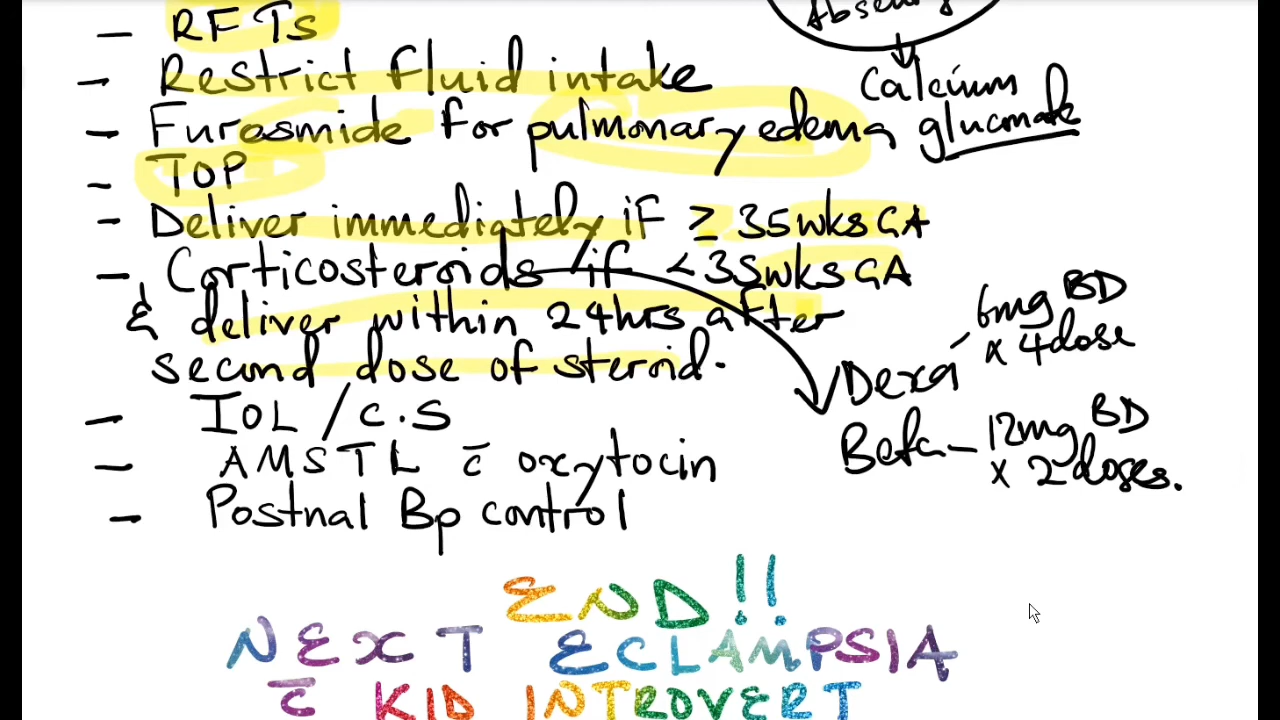 - RFTs
- Restrict fluid intake
- Furosmide for pulmonary edema
- TOP
- Deliver immediately if ≥ 35wks GA
- Corticosteroids if < 35wks GA
& deliver within 24hrs after
second dose of steroid.
- IOL / C.S
- AMSTL c̄ oxytocin
- Postnal Bp control
Calcium
gluconate
Dexa - 6mg BD
x 4dose
Beta - 12mg BD
x 2doses.
END!!
NEXT ECLAMPSIA
c̄ KID INTROVERT